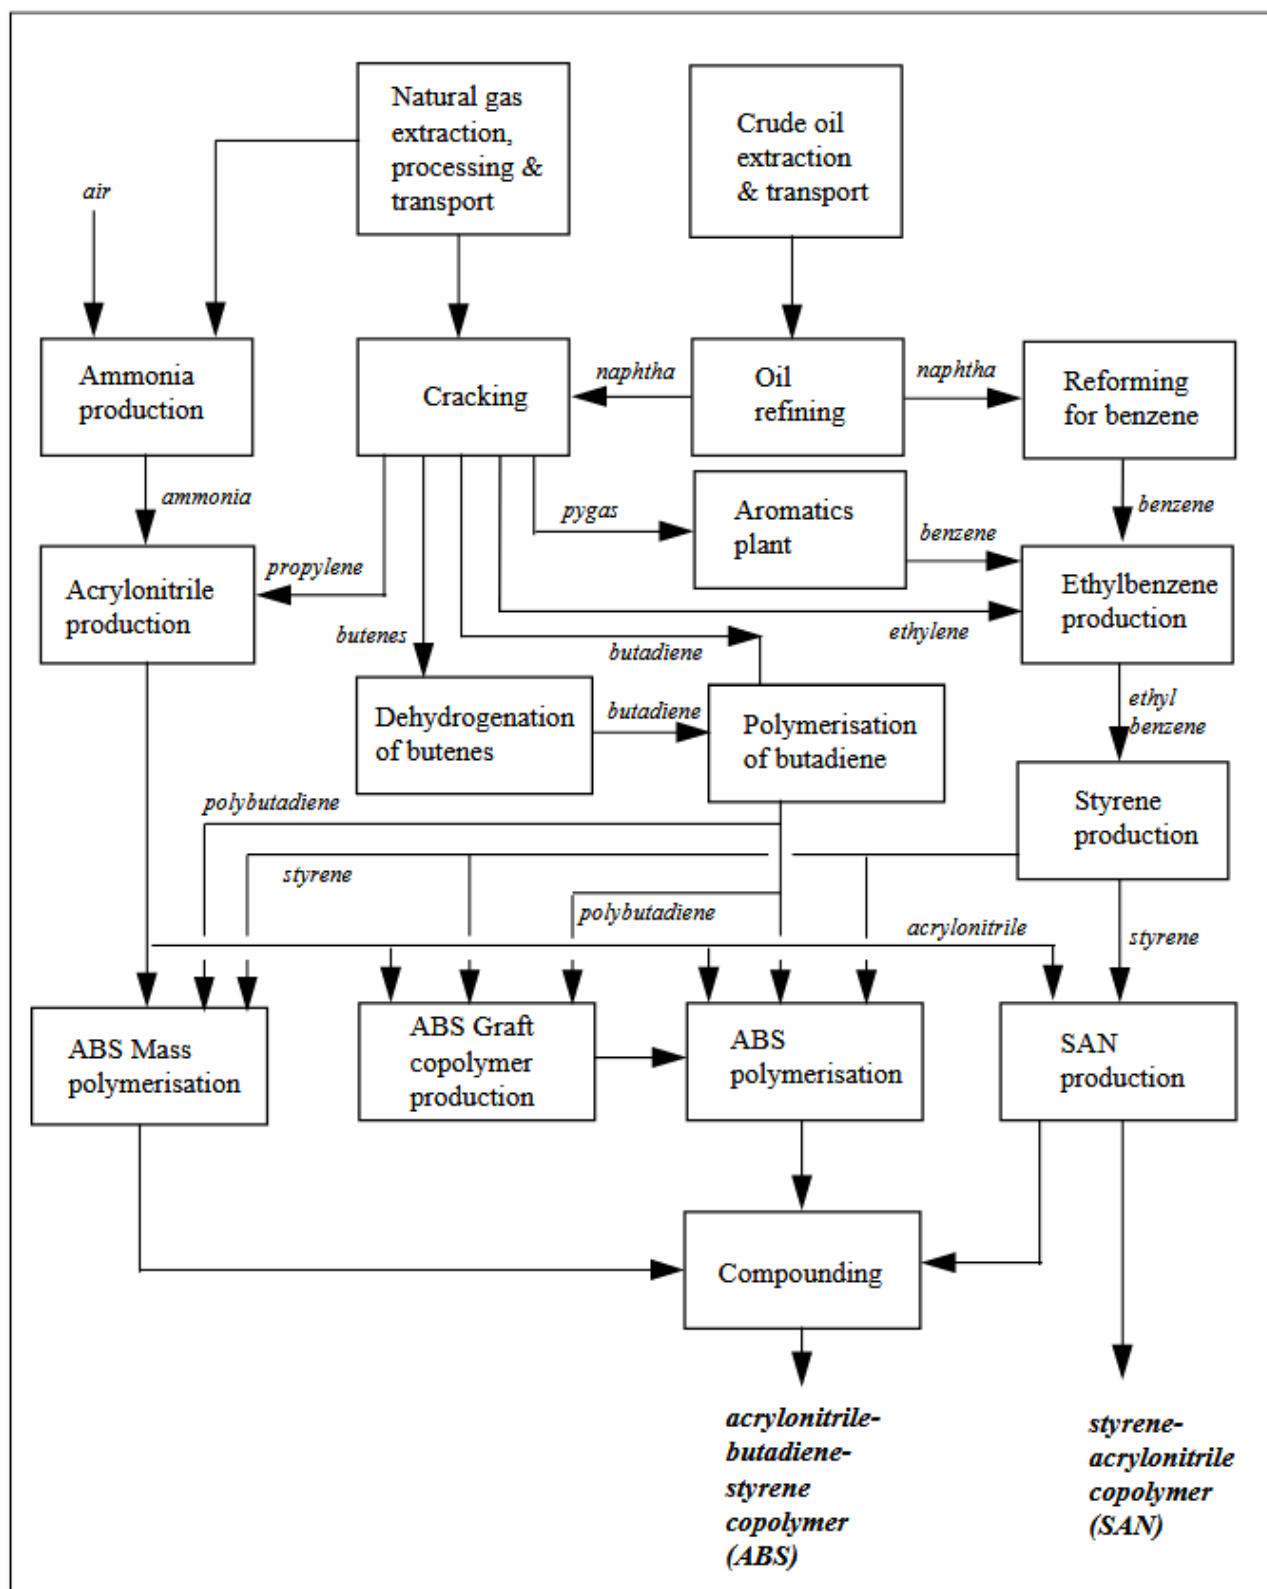 Natural gas
extraction,
processing &
transport
Crude oil
extraction
& transport
air
Ammonia
production
Cracking
naphtha
Oil
refining
naphtha
Reforming
for benzene
ammonia
pygas
Aromatics
plant
benzene
benzene
Acrylonitrile
production
propylene
Ethylbenzene
production
butenes
butadiene
ethylene
Dehydrogenation
of butenes
butadiene
Polymerisation
of butadiene
ethyl
benzene
polybutadiene
Styrene
production
styrene
polybutadiene
acrylonitrile
styrene
ABS Mass
polymerisation
ABS Graft
copolymer
production
ABS
polymerisation
SAN
production
Compounding
acrylonitrile-
butadiene-
styrene
copolymer
(ABS)
styrene-
acrylonitrile
copolymer
(SAN)